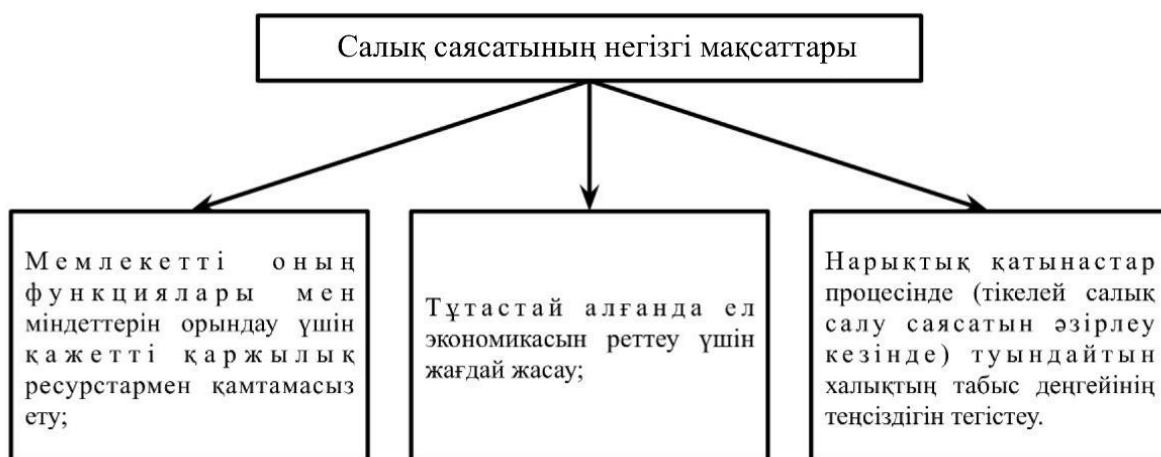 Салық саясатының негізгі мақсаттары
Мемлекетті оның
функциялары мен
міндеттерін орындау үшін
қажетті қаржылық
ресурстармен қамтамасыз
ету;
Тұтастай алғанда ел
экономикасын реттеу үшін
жағдай жасау;
Нарықтық қатынастар
процесінде (тікелей салық
салу саясатын әзірлеу
кезінде) туындайтын
халықтың табыс деңгейінің
теңсіздігін тегістеу.